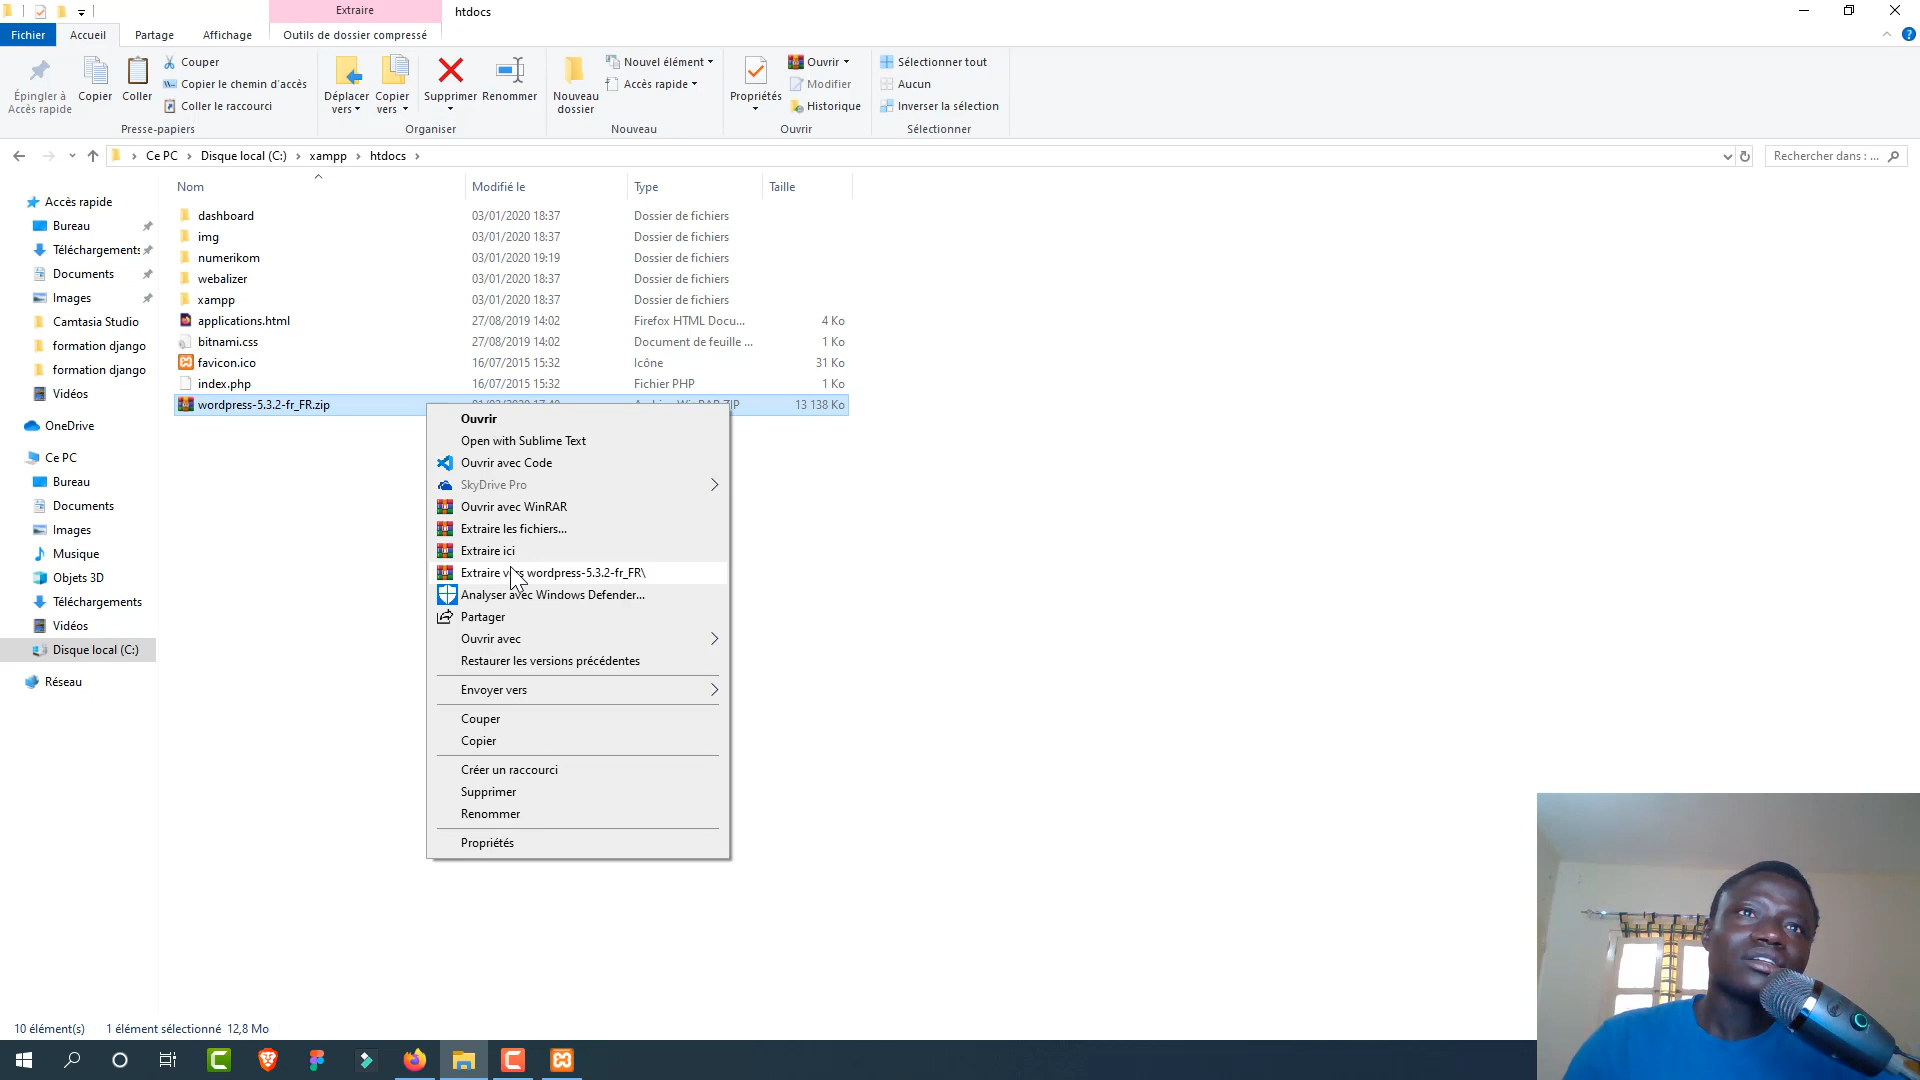 Extraire
htdocs
Fichier
Accueil
Partage
Affichage
Outils de dossier compressé
Épingler à
Accès rapide
Copier
Coller
Couper
Copier le chemin d'accès
Coller le raccourci
Presse-papiers
Déplacer
vers
Copier
vers
Supprimer
Renommer
Organiser
Nouveau
dossier
Nouvel élément
Accès rapide
Nouveau
Propriétés
Ouvrir
Modifier
Historique
Ouvrir
Sélectionner tout
Aucun
Inverser la sélection
Sélectionner
Ce PC > Disque local (C:) > xampp > htdocs >
Rechercher dans : ...
Nom Modifié le Type Taille
dashboard 03/01/2020 18:37 Dossier de fichiers
img 03/01/2020 18:37 Dossier de fichiers
numerikom 03/01/2020 19:19 Dossier de fichiers
webalizer 03/01/2020 18:37 Dossier de fichiers
xampp 03/01/2020 18:37 Dossier de fichiers
applications.html 27/08/2019 14:02 Firefox HTML Docu... 4 Ko
bitnami.css 27/08/2019 14:02 Document de feuille ... 1 Ko
favicon.ico 16/07/2015 15:32 Icône 31 Ko
index.php 16/07/2015 15:32 Fichier PHP 1 Ko
wordpress-5.3.2-fr_FR.zip 13 138 Ko
Accès rapide
Bureau
Téléchargements
Documents
Images
Camtasia Studio
formation django
formation django
Vidéos
OneDrive
Ce PC
Bureau
Documents
Images
Musique
Objets 3D
Téléchargements
Vidéos
Disque local (C:)
Réseau
Ouvrir
Open with Sublime Text
Ouvrir avec Code
SkyDrive Pro
Ouvrir avec WinRAR
Extraire les fichiers...
Extraire ici
Extraire vers wordpress-5.3.2-fr_FR\
Analyser avec Windows Defender...
Partager
Ouvrir avec
Restaurer les versions précédentes
Envoyer vers
Couper
Copier
Créer un raccourci
Supprimer
Renommer
Propriétés
10 élément(s) 1 élément sélectionné 12,8 Mo